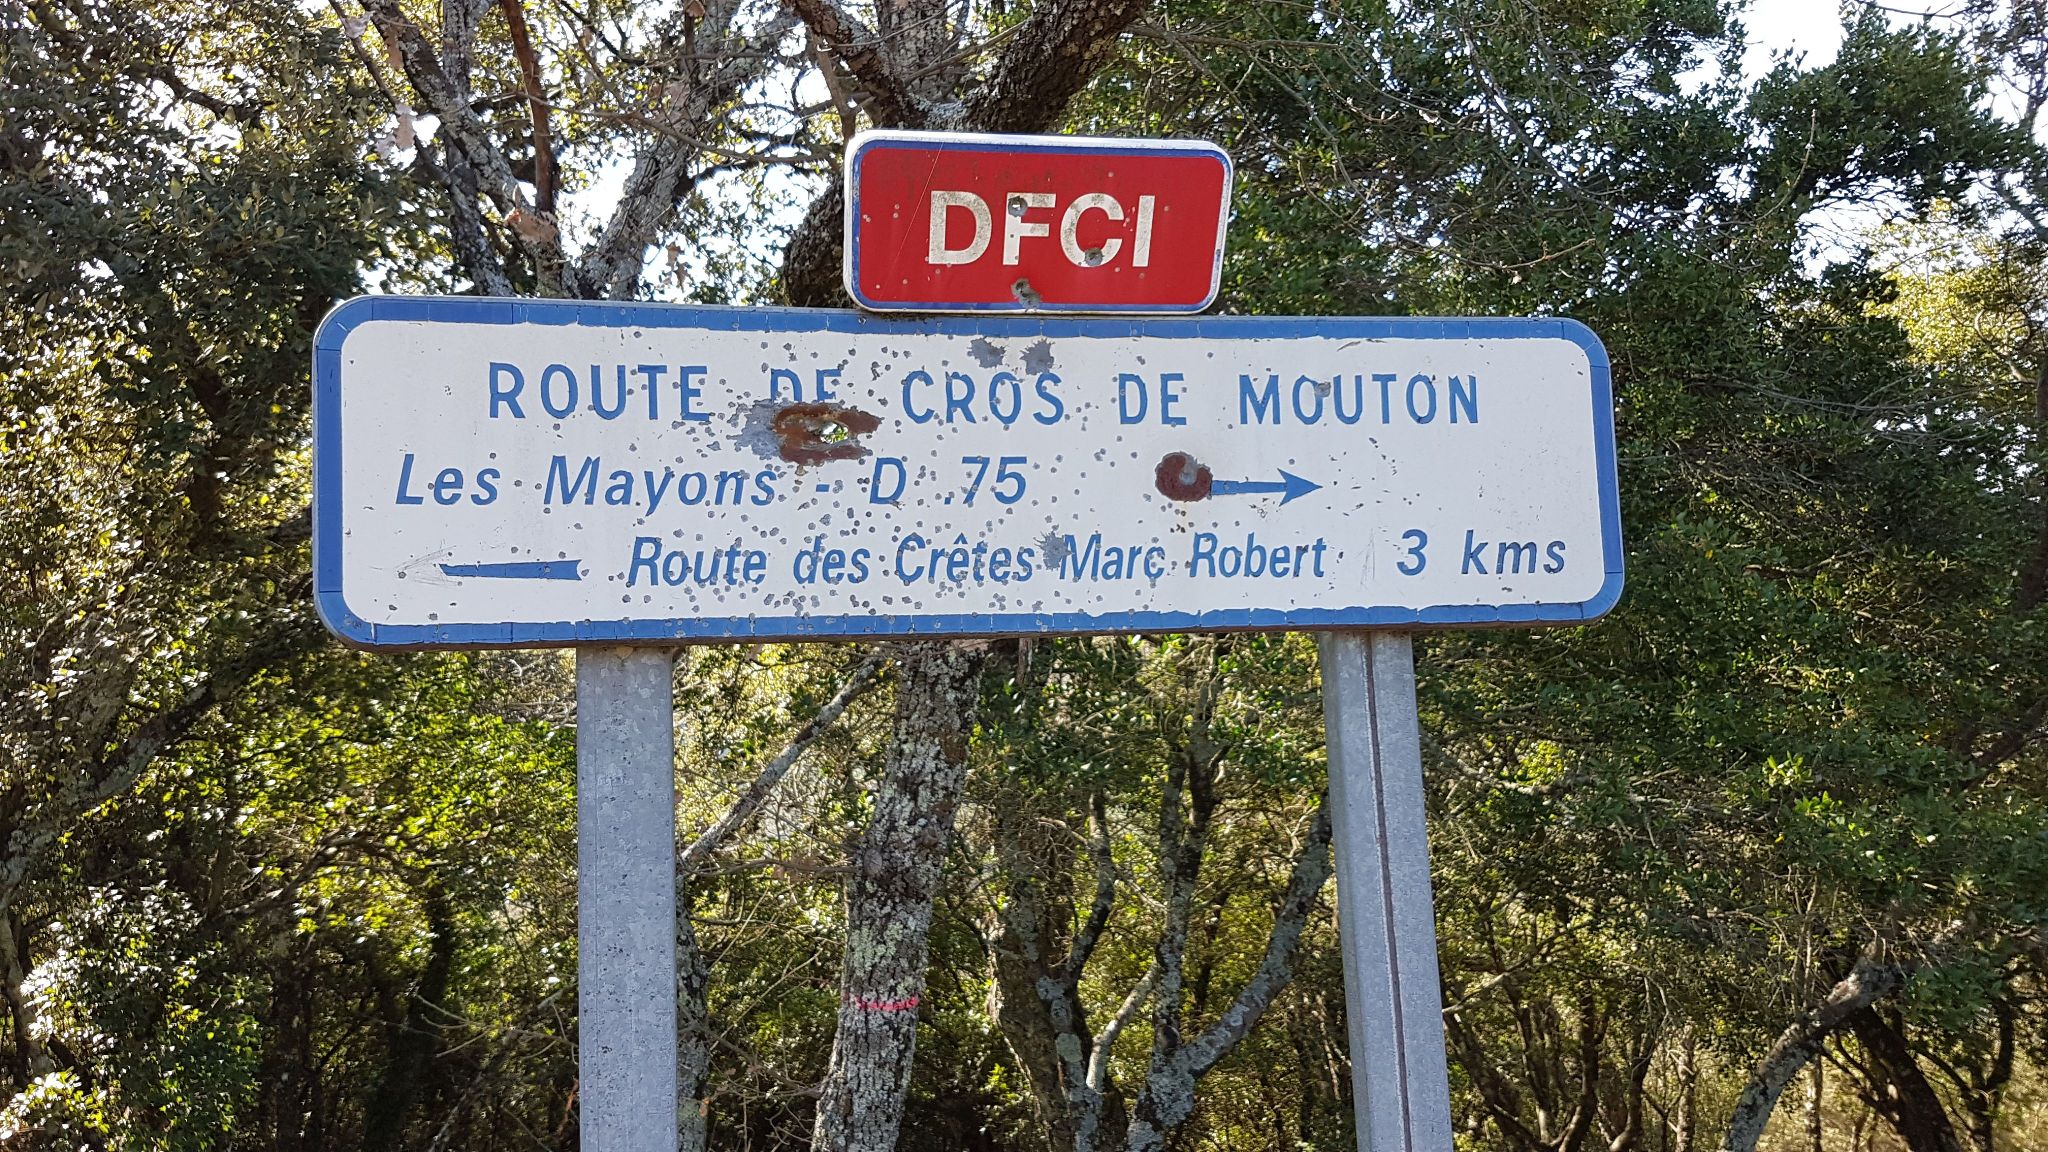 DFCI
ROUTE DE CROS DE MOUTON
Les Mayons - D .75
Route des Crêtes Marc Robert 3 kms